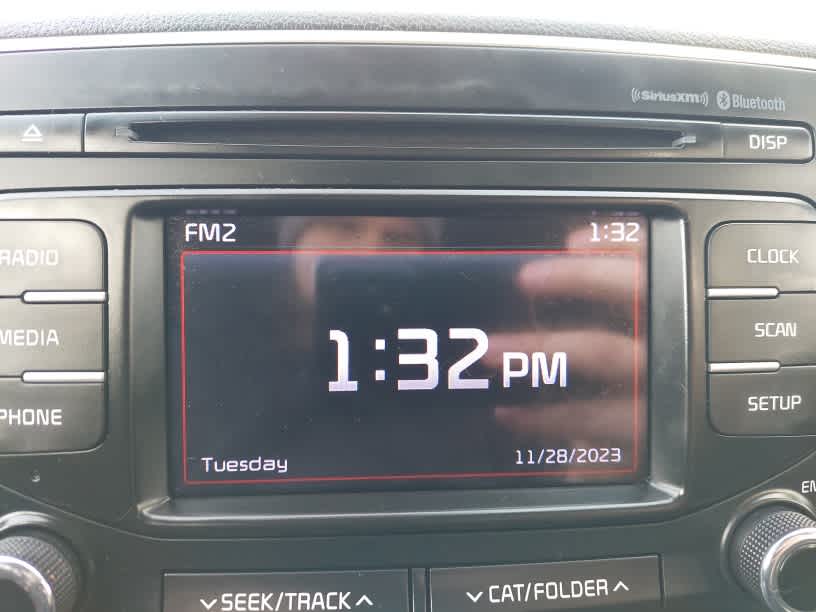 SiriusXM Bluetooth
DISP
FM2 1:32
RADIO
MEDIA
PHONE
1:32 PM
Tuesday 11/28/2023
CLOCK
SCAN
SETUP
SEEK/TRACK
CAT/FOLDER